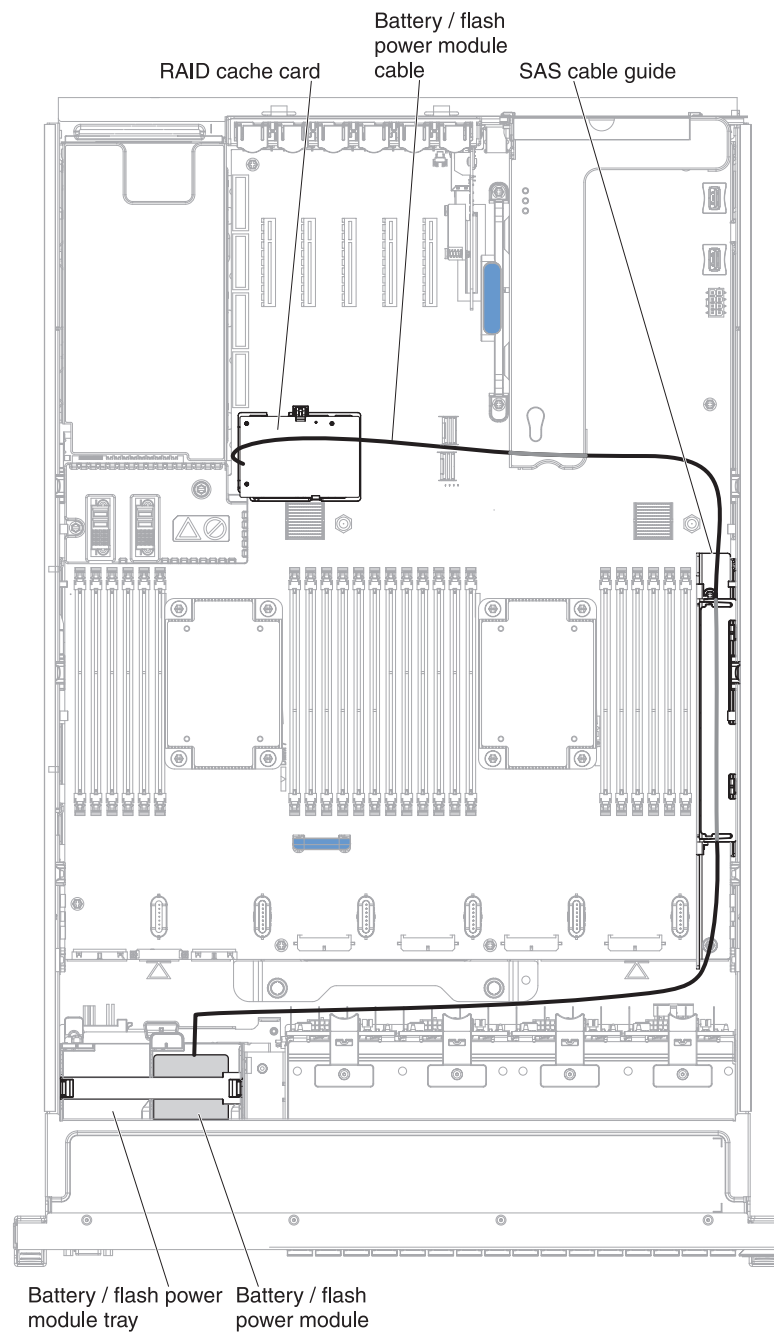 Battery / flash
power module
cable
RAID cache card
SAS cable guide
Battery / flash power
module tray
Battery / flash
power module